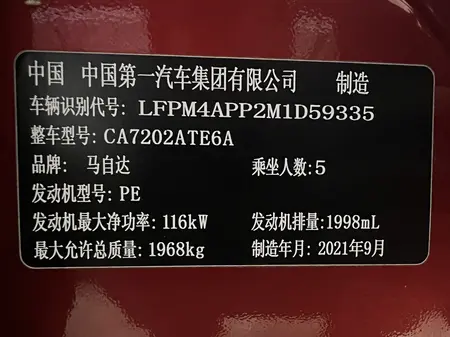 中国 中国第一汽车集团有限公司 制造
车辆识别代号: LFPM4APP2M1D59335
整车型号: CA7202ATE6A
品牌: 马自达 乘坐人数: 5
发动机型号: PE
发动机最大净功率: 116kW 发动机排量: 1998mL
最大允许总质量: 1968kg 制造年月: 2021年9月